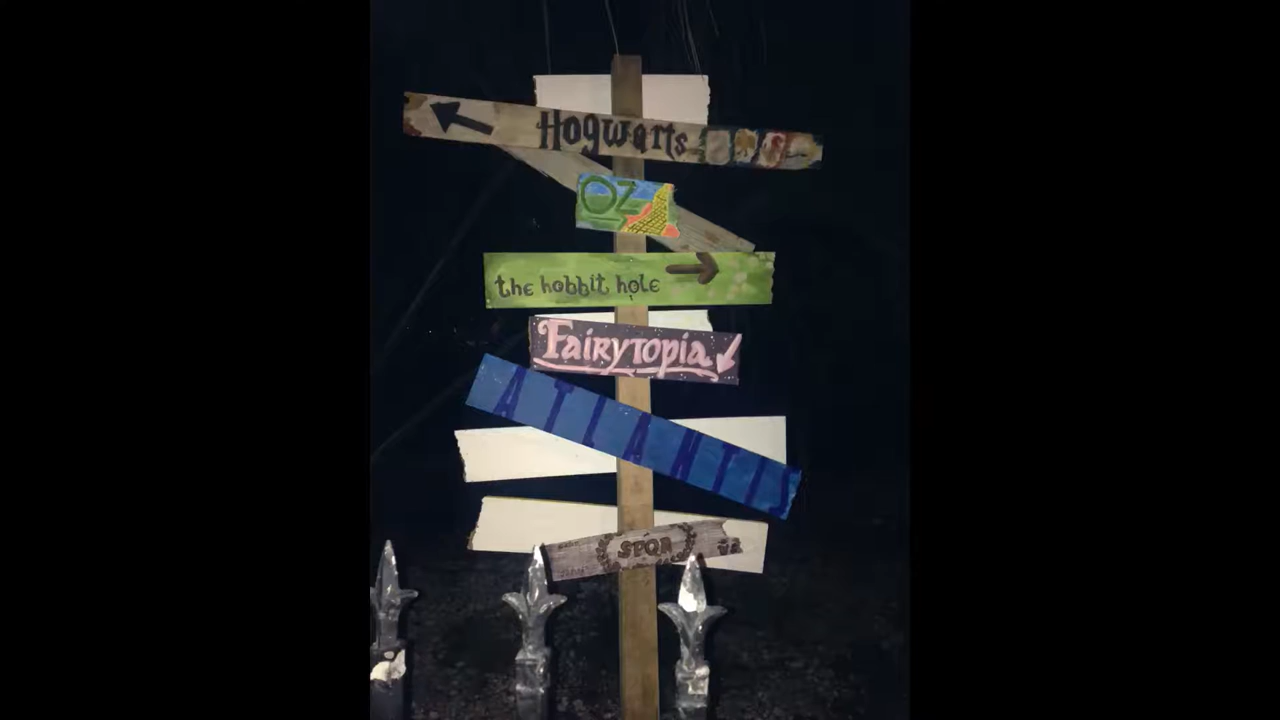 Hogwarts
OZ
the hobbit hole
Fairytopia
ATLANTIS
SPQR